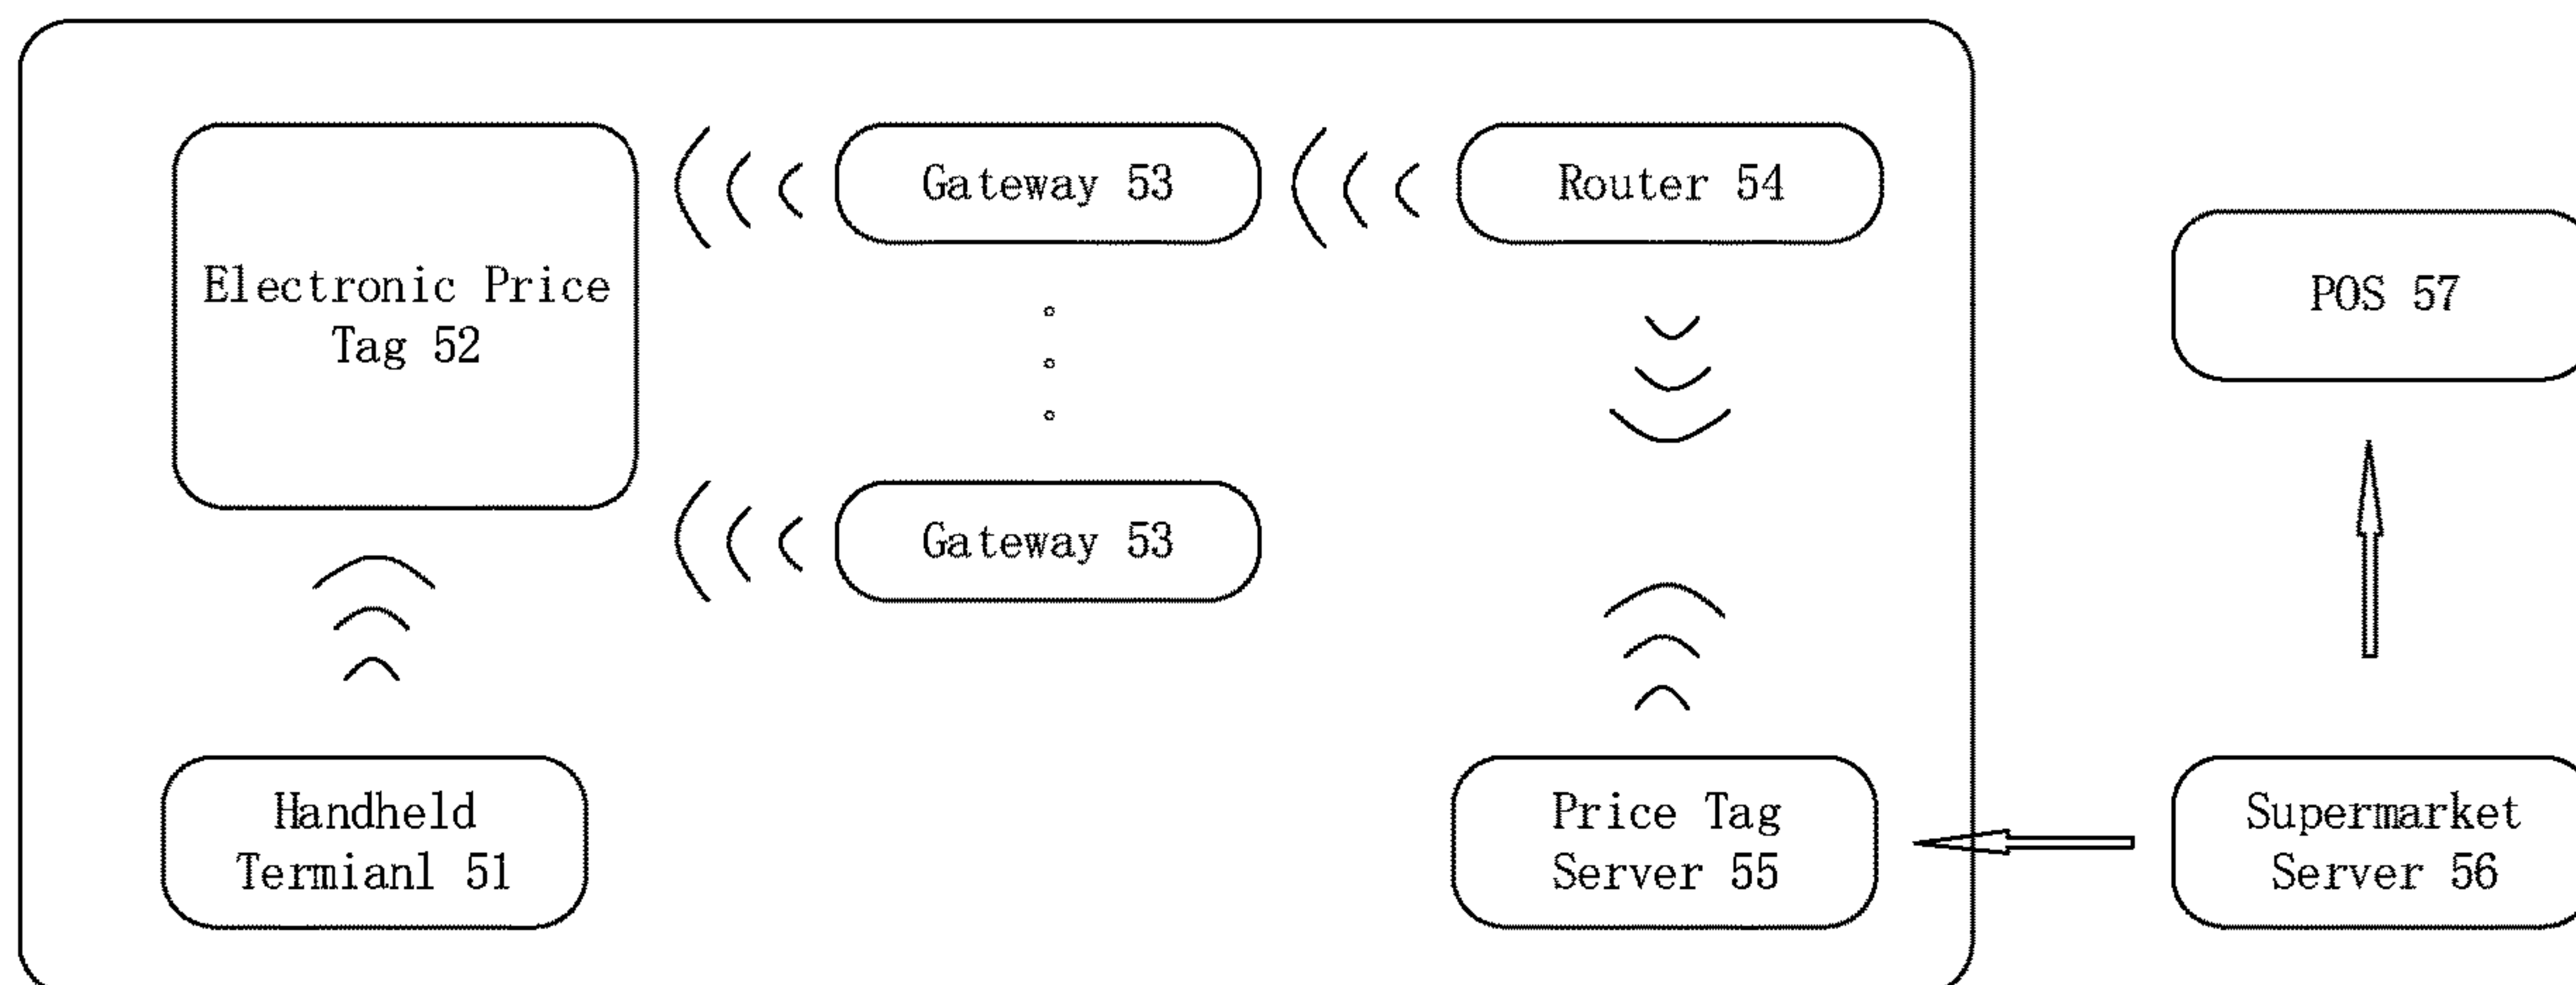 Gateway 53
Router 54
Electronic Price
Tag 52
POS 57
Gateway 53
Handheld
Termianl 51
Price Tag
Server 55
Supermarket
Server 56